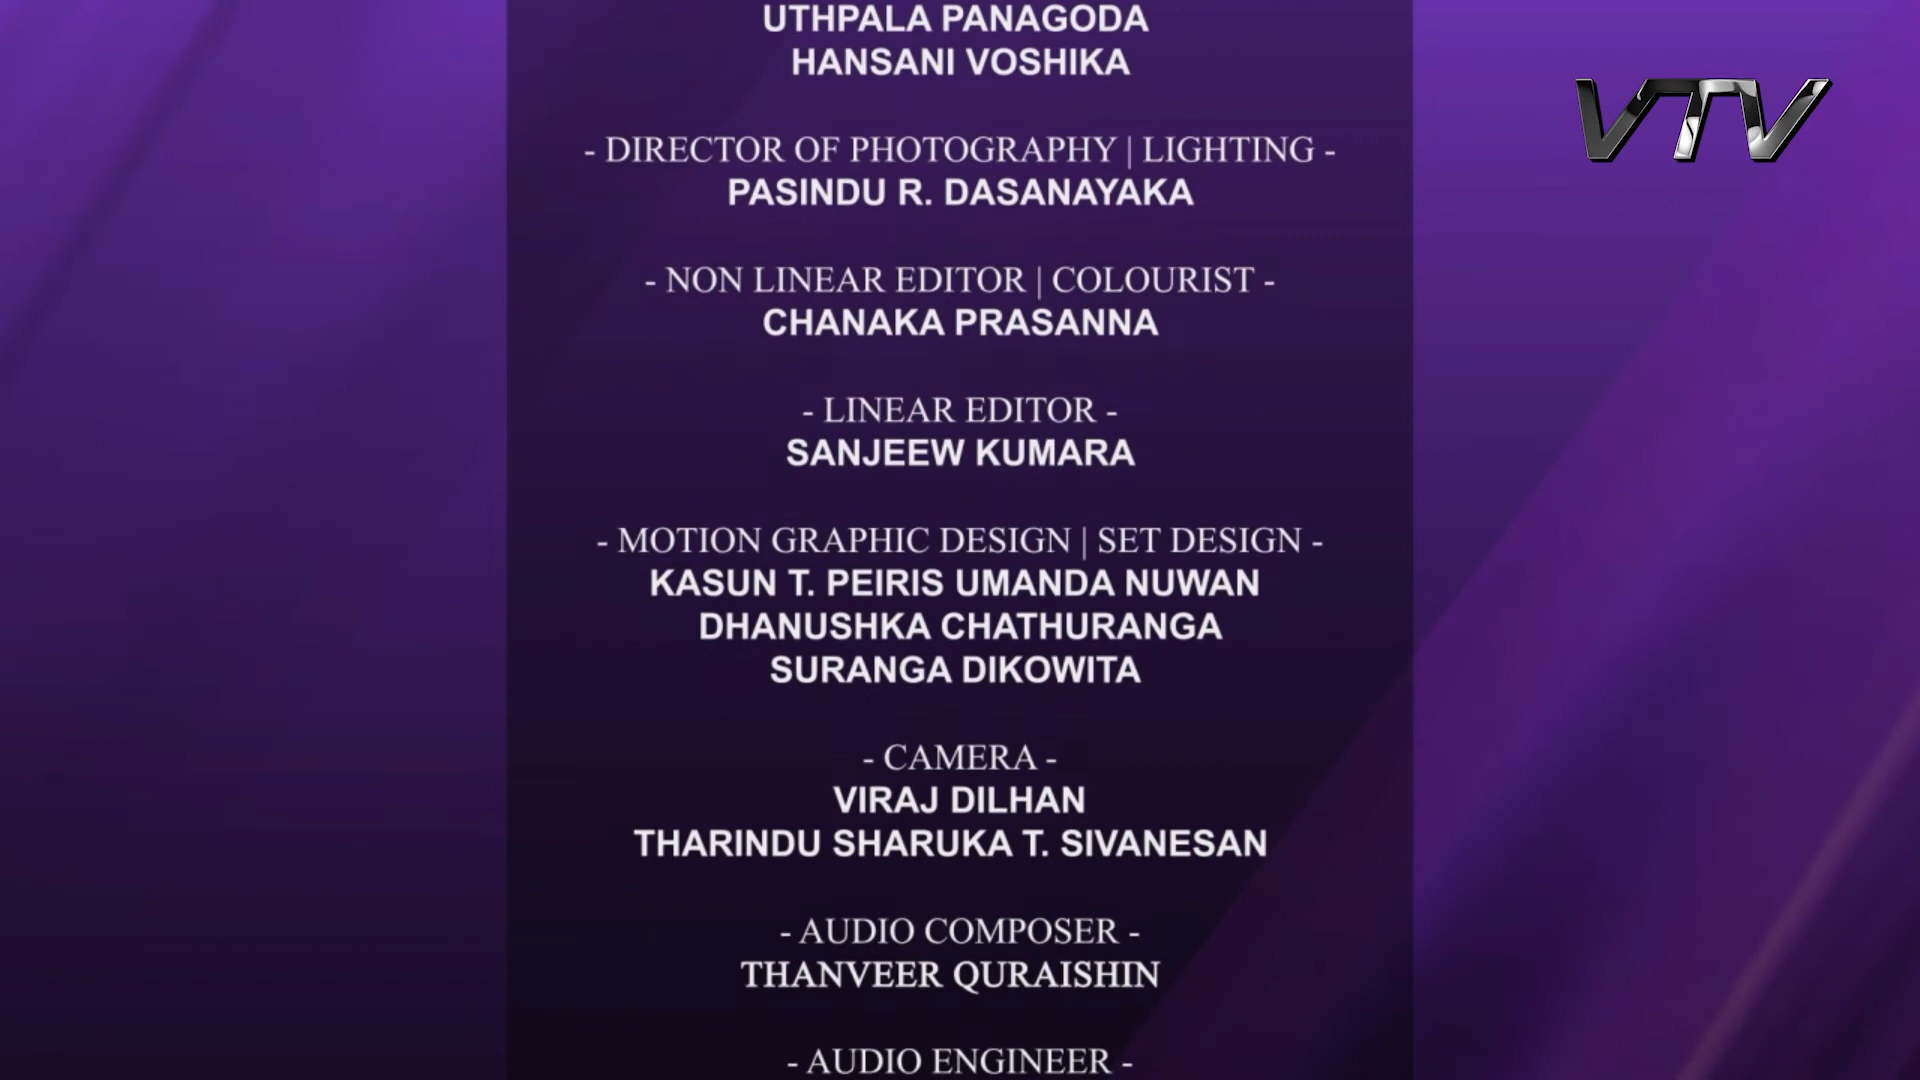 UTHPALA PANAGODA
HANSANI VOSHIKA
VTV
- DIRECTOR OF PHOTOGRAPHY | LIGHTING -
PASINDU R. DASANAYAKA
- NON LINEAR EDITOR | COLOURIST -
CHANAKA PRASANNA
- LINEAR EDITOR -
SANJEEW KUMARA
- MOTION GRAPHIC DESIGN | SET DESIGN -
KASUN T. PEIRIS UMANDA NUWAN
DHANUSHKA CHATHURANGA
SURANGA DIKOWITA
- CAMERA -
VIRAJ DILHAN
THARINDU SHARUKA T. SIVANESAN
- AUDIO COMPOSER -
THANVEER QURAISHIN
- AUDIO ENGINEER -